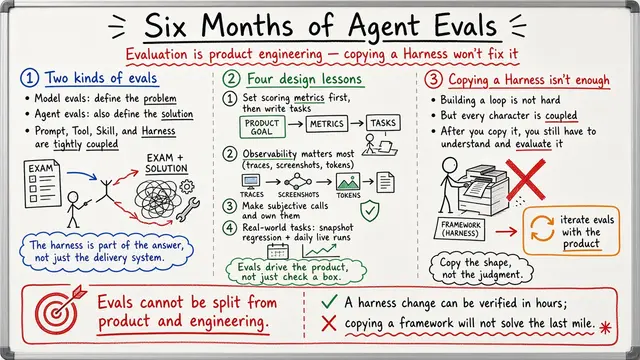 Six Months of Agent Evals
Evaluation is product engineering — copying a Harness won't fix it
1 Two kinds of evals
• Model evals: define the problem
• Agent evals: also define the solution
• Prompt, Tool, Skill, and Harness
are tightly coupled
EXAM
EXAM +
SOLUTION
The harness is part of the answer,
not just the delivery system.
2 Four design lessons
1 Set scoring metrics first,
then write tasks
PRODUCT
GOAL
METRICS
TASKS
2 Observability matters most
(traces, screenshots, tokens)
TRACES
SCREENSHOTS
TOKENS
3 Make subjective calls
and own them
4 Real-world tasks: snapshot
regression + daily live runs
Evals drive the product,
not just check a box.
3 Copying a Harness isn't enough
• Building a loop is not hard
• But every character is coupled
• After you copy it, you still have to
understand and evaluate it
FRAMEWORK
(HARNESS)
iterate evals
with the
product
Copy the shape,
not the judgment.
Evals cannot be split from
product and engineering.
✓ A harness change can be verified in hours;
✗ copying a framework will not solve the last mile.